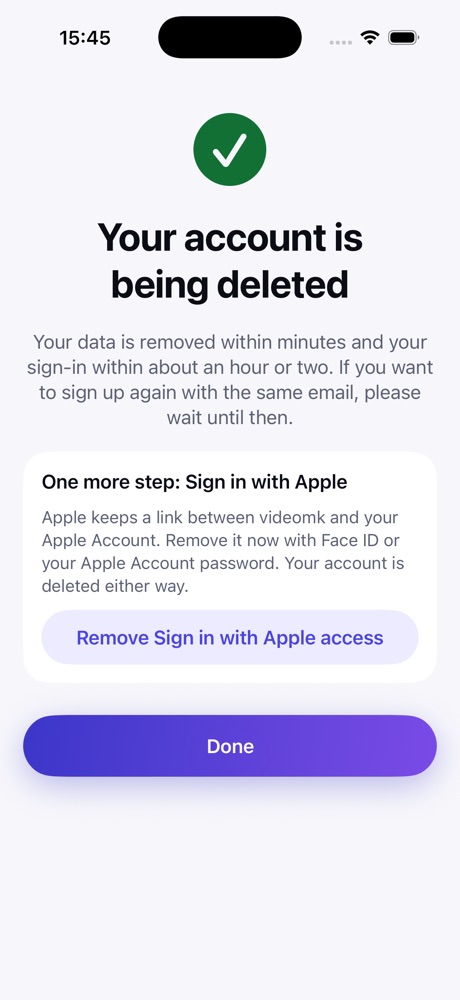 15:45
Your account is
being deleted
Your data is removed within minutes and your
sign-in within about an hour or two. If you want
to sign up again with the same email, please
wait until then.
One more step: Sign in with Apple
Apple keeps a link between videomk and your
Apple Account. Remove it now with Face ID or
your Apple Account password. Your account is
deleted either way.
Remove Sign in with Apple access
Done